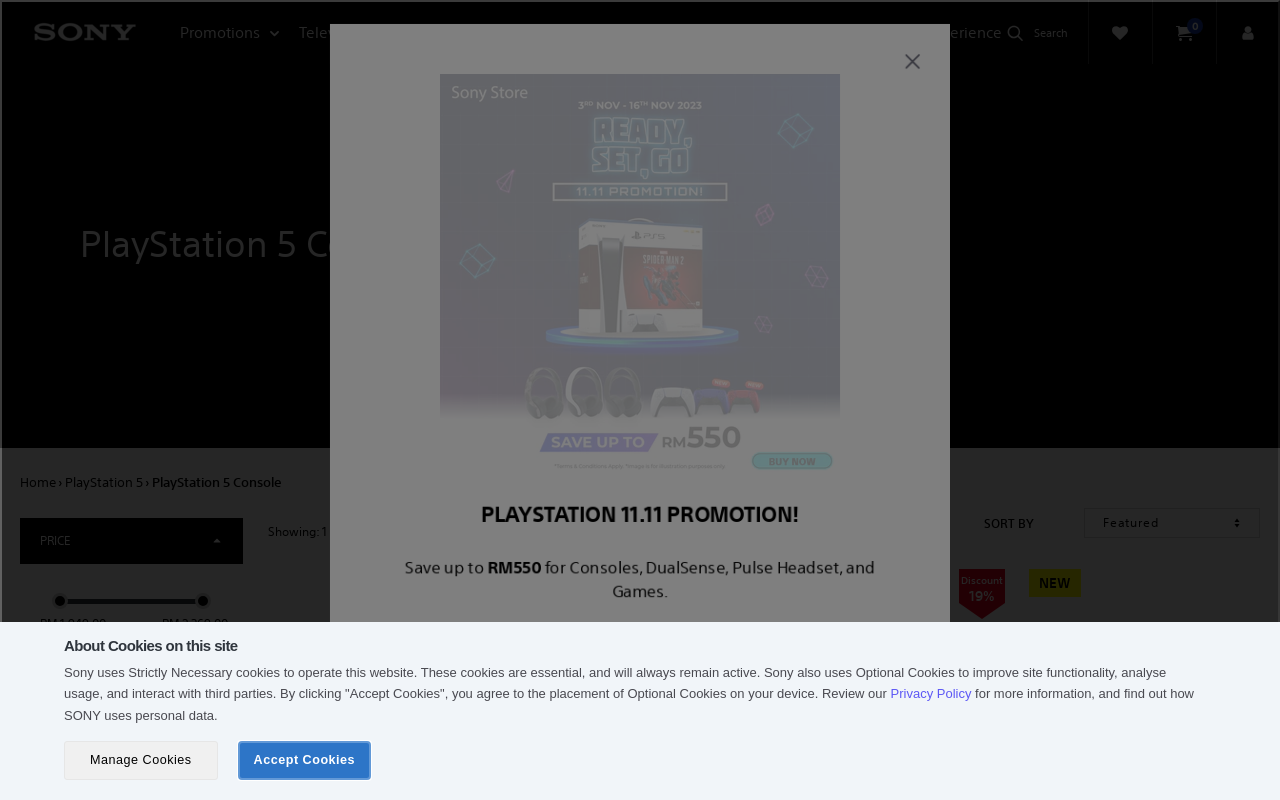 SONY
Promotions
erience
Search
0
Sony Store
3RD NOV - 16TH NOV 2023
READY,
SET, GO
11.11 PROMOTION!
PS5
SPIDER-MAN 2
SAVE UP TO RM550
BUY NOW
PlayStation 5 C
Home › PlayStation 5 › PlayStation 5 Console
PRICE
Showing: 1
SORT BY
Featured
Discount
19%
NEW
PLAYSTATION 11.11 PROMOTION!
Save up to RM550 for Consoles, DualSense, Pulse Headset, and
Games.
About Cookies on this site
Sony uses Strictly Necessary cookies to operate this website. These cookies are essential, and will always remain active. Sony also uses Optional Cookies to improve site functionality, analyse
usage, and interact with third parties. By clicking "Accept Cookies", you agree to the placement of Optional Cookies on your device. Review our Privacy Policy for more information, and find out how
SONY uses personal data.
Manage Cookies
Accept Cookies